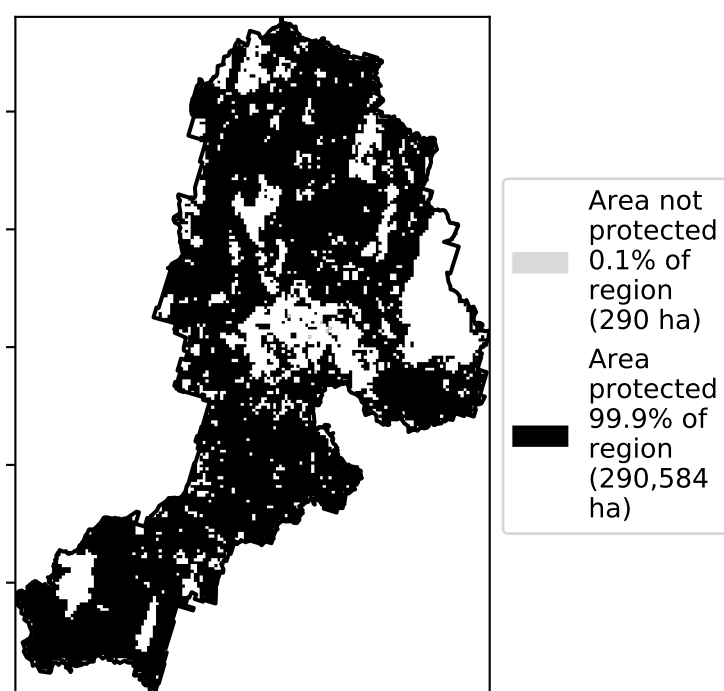 Area not
protected
0.1% of
region
(290 ha)
Area
protected
99.9% of
region
(290,584
ha)